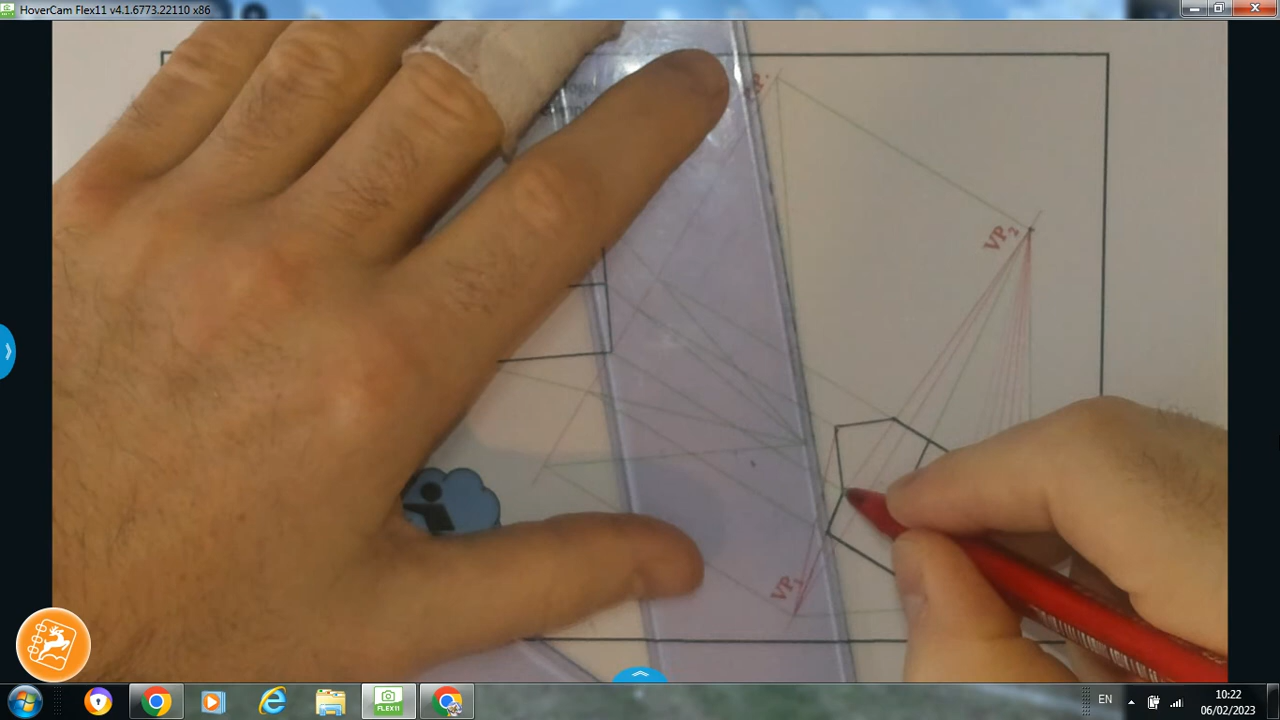 HoverCam Flex11 v4.1.6773.22110 x86
VP2
VP1
FLEX11
EN
10:22
06/02/2023